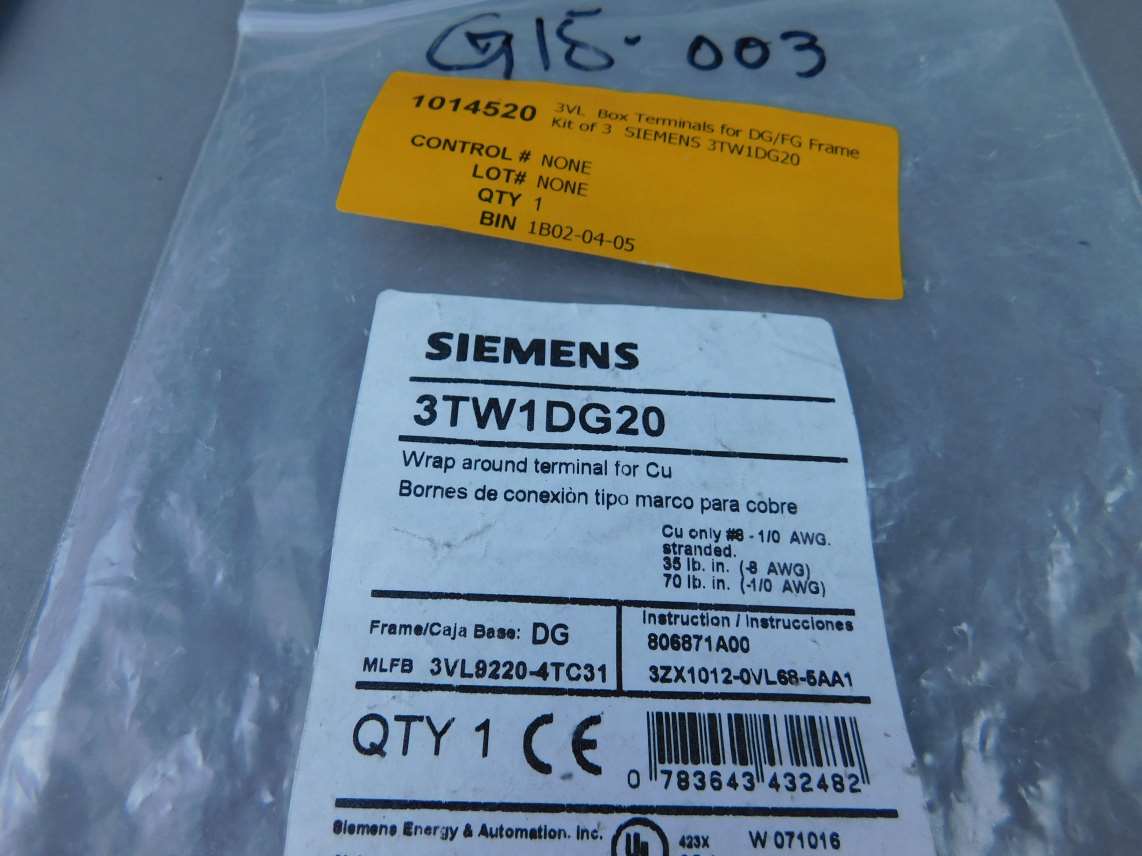 G15-003
1014520 3VL Box Terminals for DG/FG Frame
Kit of 3 SIEMENS 3TW1DG20
CONTROL # NONE
LOT# NONE
QTY 1
BIN 1B02-04-05
SIEMENS
3TW1DG20
Wrap around terminal for Cu
Bornes de conexiòn tipo marco para cobre
Cu only #8 - 1/0 AWG.
stranded.
35 lb. in. (-8 AWG)
70 lb. in. (-1/0 AWG)
Frame/Caja Base: DG
MLFB 3VL9220-4TC31
Instruction / Instrucciones
806871A00
3ZX1012-0VL68-5AA1
QTY 1 CE
0 783643 432482
Siemens Energy & Automation. Inc.
UL 423X W 071016